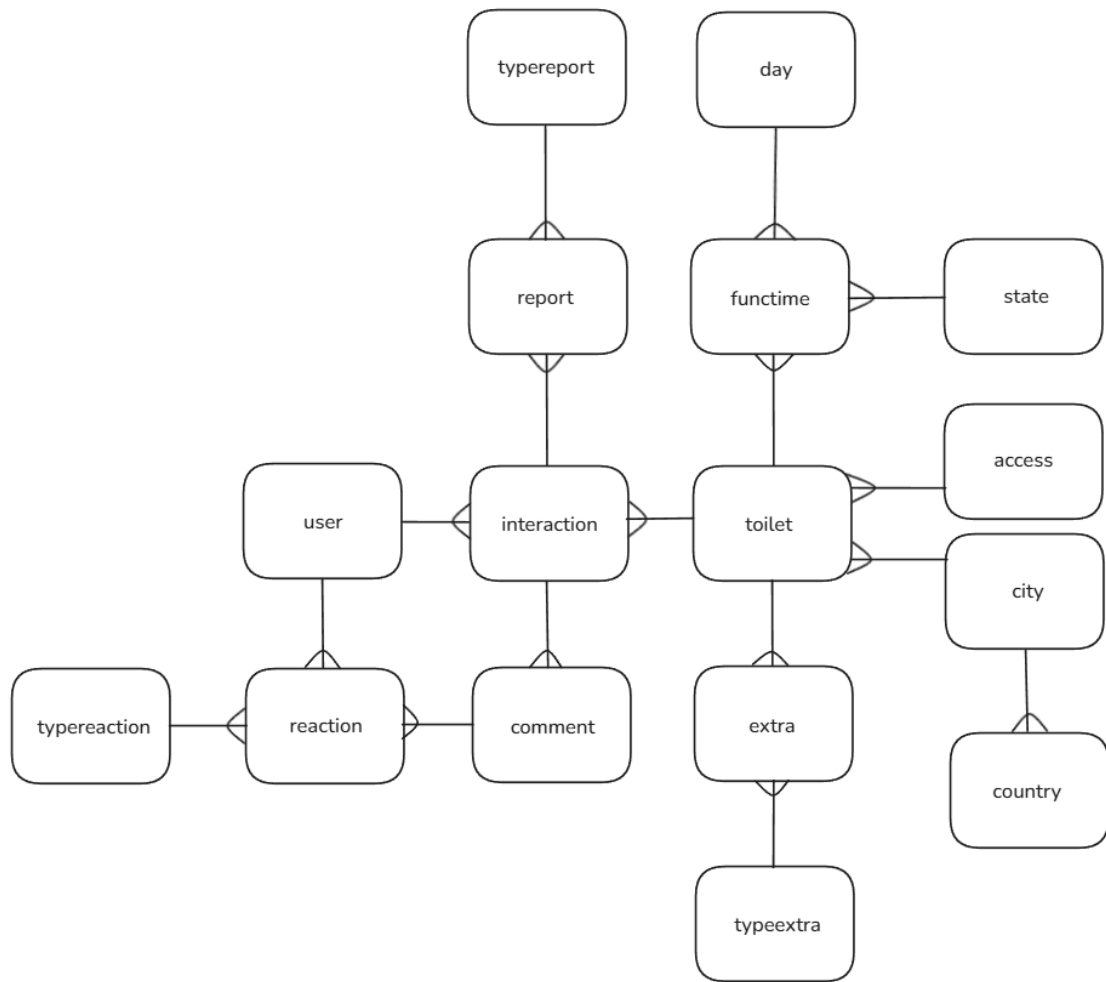 typereport
day
report
functime
state
access
user
interaction
toilet
city
typereaction
reaction
comment
extra
country
typeextra